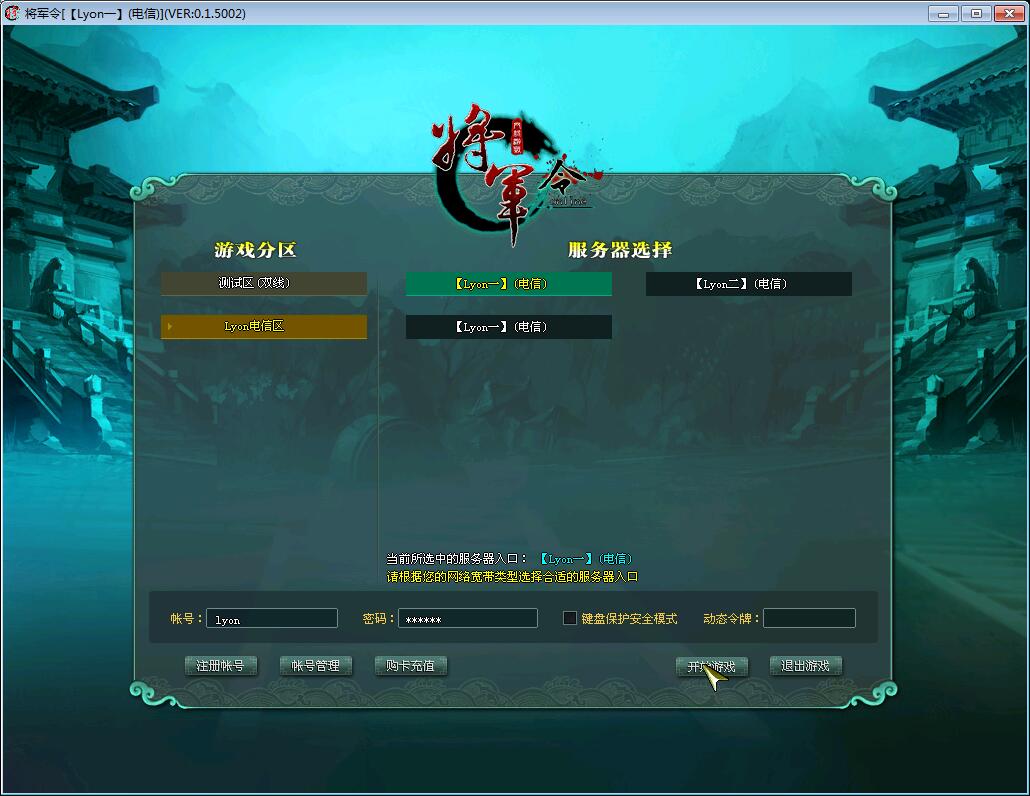 将军令[【Lyon一】(电信)](VER:0.1.5002)
将军令
online
游戏分区
服务器选择
测试区(双线)
【Lyon一】(电信)
【Lyon二】(电信)
Lyon电信区
【Lyon一】(电信)
当前所选中的服务器入口： 【Lyon一】(电信)
请根据您的网络宽带类型选择合适的服务器入口
帐号： lyon 密码： ****** 键盘保护安全模式 动态令牌：
注册帐号 帐号管理 购卡充值 开始游戏 退出游戏